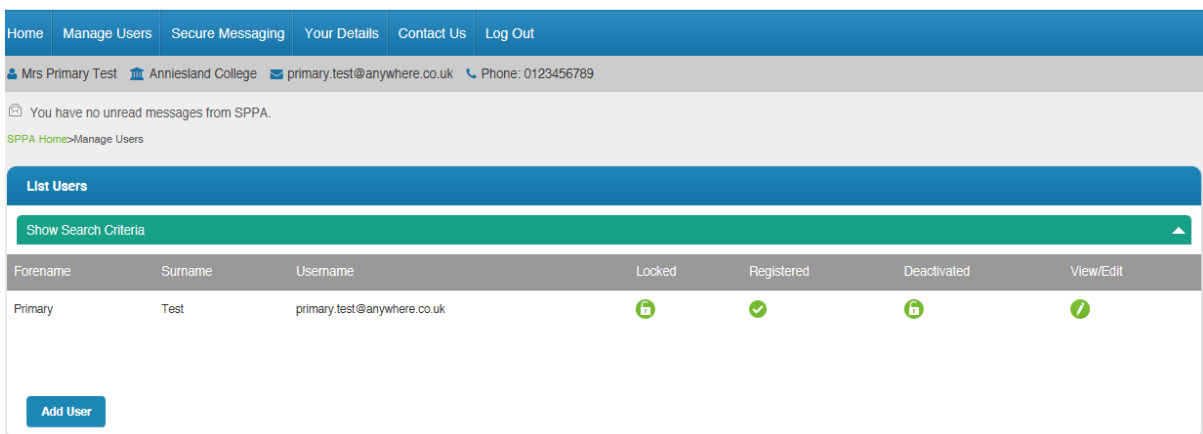 Home Manage Users Secure Messaging Your Details Contact Us Log Out
Mrs Primary Test Anniesland College primary.test@anywhere.co.uk Phone: 0123456789
You have no unread messages from SPPA.
SPPA Home>Manage Users
List Users
Show Search Criteria
Forename Surname Username Locked Registered Deactivated View/Edit
Primary Test primary.test@anywhere.co.uk
Add User